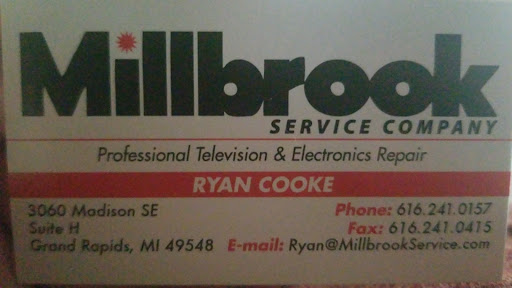 Millbrook
SERVICE COMPANY
Professional Television & Electronics Repair
RYAN COOKE
3060 Madison SE
Suite H
Grand Rapids, MI 49548
Phone: 616.241.0157
Fax: 616.241.0415
E-mail: Ryan@MillbrookService.com